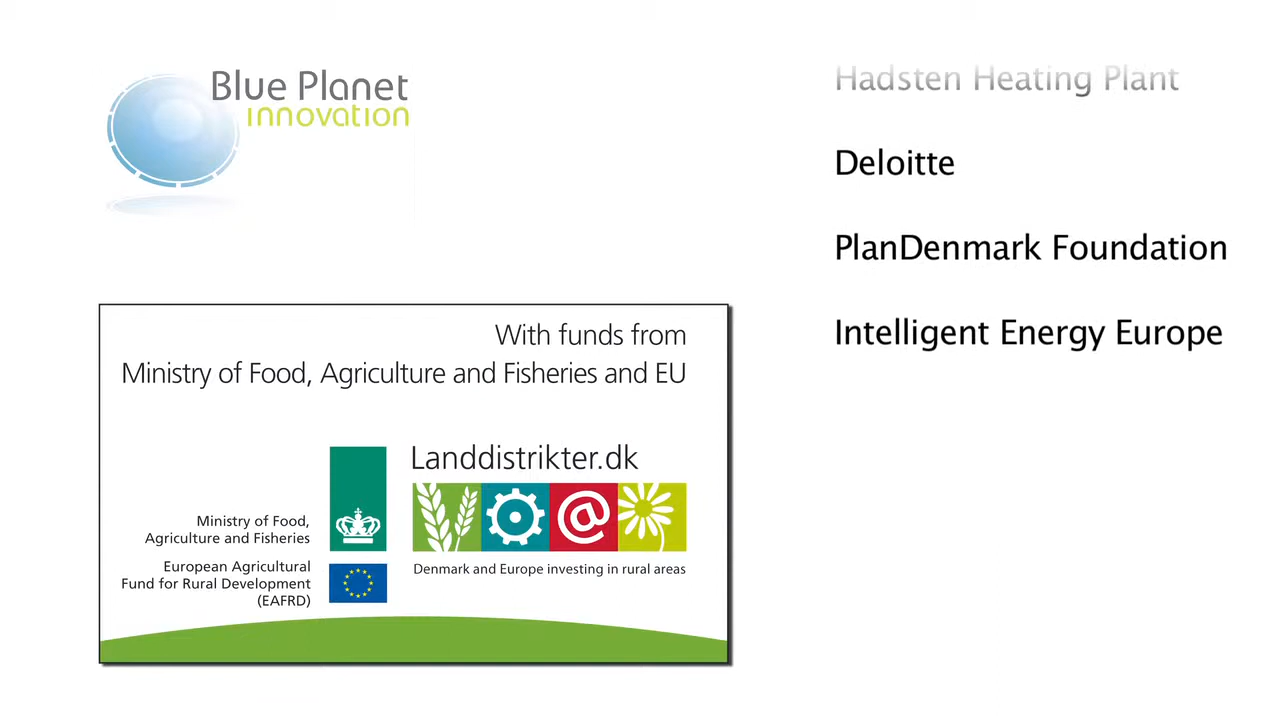 Blue Planet
innovation
With funds from
Ministry of Food, Agriculture and Fisheries and EU
Landdistrikter.dk
@
Ministry of Food,
Agriculture and Fisheries
European Agricultural
Fund for Rural Development
(EAFRD)
Denmark and Europe investing in rural areas
Hadsten Heating Plant
Deloitte
PlanDenmark Foundation
Intelligent Energy Europe